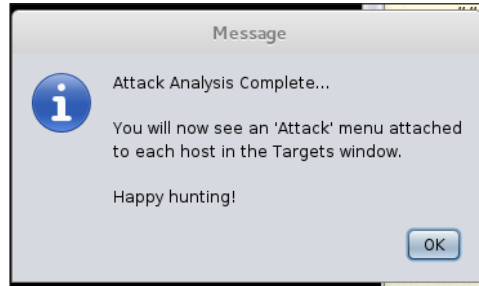 Message
Attack Analysis Complete...
You will now see an 'Attack' menu attached
to each host in the Targets window.
Happy hunting!
OK